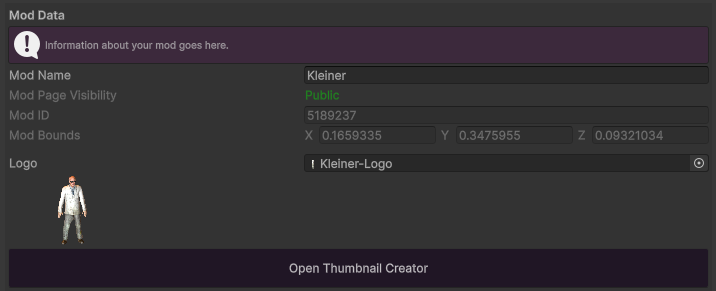 Mod Data
Information about your mod goes here.
Mod Name Kleiner
Mod Page Visibility Public
Mod ID 5189237
Mod Bounds X 0.1659335 Y 0.3475955 Z 0.09321034
Logo Kleiner-Logo
Open Thumbnail Creator